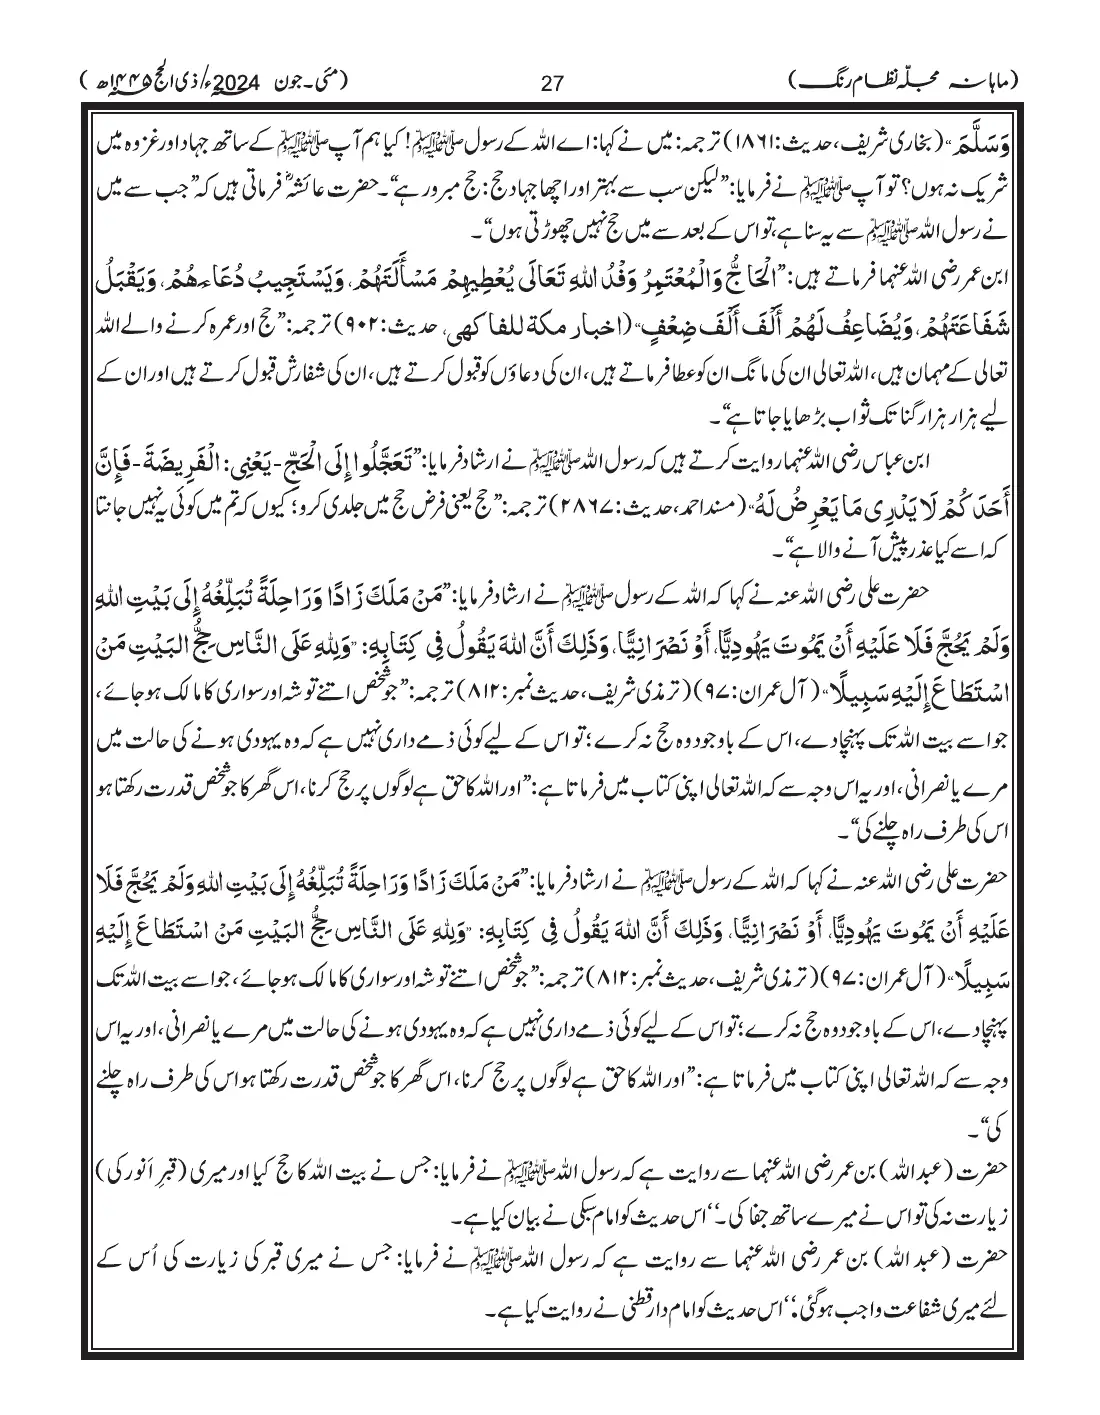 (ماہانہ مجلّہ نظام رنگ) 27 (مئی۔جون 2024ء/ذی الحج ۱۴۴۵ھ )
وَسَلَّمَ“ (بخاری شریف، حدیث:۱۸۶۱) ترجمہ: میں نے کہا: اے اللہ کے رسول ﷺ! کیا ہم آپ ﷺ کے ساتھ جہاد اور غزوہ میں
شریک نہ ہوں؟ تو آپ ﷺ نے فرمایا: ”لیکن سب سے بہتر اور اچھا جہاد حج: حج مبرور ہے“۔ حضرت عائشہؓ فرماتی ہیں کہ ”جب سے میں
نے رسول اللہ ﷺ سے یہ سنا ہے، تو اس کے بعد سے میں حج نہیں چھوڑتی ہوں“۔
ابن عمر رضی اللہ عنہما فرماتے ہیں: ”الْحَاجُّ وَالْمُعْتَمِرُ وَفْدُ اللهِ تَعَالَى يُعْطِيهِمْ مَسْأَلَتَهُمْ، وَيَسْتَجِيبُ دُعَاءهُمْ، وَيَقْبَلُ
شَفَاعَتَهُمْ، وَيُضَاعِفُ لَهُمْ أَلْفَ أَلْفَ ضِعْفٍ“ (اخبار مکة للفاکھی، حدیث:۹۰۲) ترجمہ: ”حج اور عمرہ کرنے والے اللہ
تعالی کے مہمان ہیں، اللہ تعالی ان کی مانگ ان کو عطا فرماتے ہیں، ان کی دعاؤں کو قبول کرتے ہیں، ان کی شفارش قبول کرتے ہیں اور ان کے
لیے ہزار ہزار گنا تک ثواب بڑھایا جاتا ہے“۔
ابن عباس رضی اللہ عنہما روایت کرتے ہیں کہ رسول اللہ ﷺ نے ارشاد فرمایا: ”تَعَجَّلُوا إِلَى الْحَجِّ - يَعْنِي: الْفَرِيضَةَ - فَإِنَّ
أَحَدَكُمْ لَا يَدْرِي مَا يَعْرِضُ لَهُ“ (مسند احمد، حدیث:۲۸۶۷) ترجمہ: ”حج یعنی فرض حج میں جلدی کرو؛ کیوں کہ تم میں کوئی یہ نہیں جانتا
کہ اسے کیا عذر پیش آنے والا ہے“۔
حضرت علی رضی اللہ عنہ نے کہا کہ اللہ کے رسول ﷺ نے ارشاد فرمایا: ”مَنْ مَلَكَ زَادًا وَرَاحِلَةً تُبَلِّغُهُ إِلَى بَيْتِ اللهِ
وَلَمْ يَحُجَّ فَلَا عَلَيْهِ أَنْ يَمُوتَ يَهُودِيًّا، أَوْ نَصْرَانِيًّا، وَذَلِكَ أَنَّ اللهَ يَقُولُ فِي كِتَابِهِ: ”وَلِلهِ عَلَى النَّاسِ حِجُّ البَيْتِ مَنْ
اسْتَطَاعَ إِلَيْهِ سَبِيلًا“ (آل عمران:۹۷) (ترمذی شریف، حدیث نمبر:۸۱۲) ترجمہ: ”جو شخص اتنے توشہ اور سواری کا مالک ہو جائے،
جو اسے بیت اللہ تک پہنچا دے، اس کے باوجود وہ حج نہ کرے؛ تو اس کے لیے کوئی ذمے داری نہیں ہے کہ وہ یہودی ہونے کی حالت میں
مرے یا نصرانی، اور یہ اس وجہ سے کہ اللہ تعالی اپنی کتاب میں فرماتا ہے: ”اور اللہ کا حق ہے لوگوں پر حج کرنا، اس گھر کا جو شخص قدرت رکھتا ہو
اس کی طرف راہ چلنے کی“۔
حضرت علی رضی اللہ عنہ نے کہا کہ اللہ کے رسول ﷺ نے ارشاد فرمایا: ”مَنْ مَلَكَ زَادًا وَرَاحِلَةً تُبَلِّغُهُ إِلَى بَيْتِ اللهِ وَلَمْ يَحُجَّ فَلَا
عَلَيْهِ أَنْ يَمُوتَ يَهُودِيًّا، أَوْ نَصْرَانِيًّا، وَذَلِكَ أَنَّ اللهَ يَقُولُ فِي كِتَابِهِ: ”وَلِلهِ عَلَى النَّاسِ حِجُّ البَيْتِ مَنْ اسْتَطَاعَ إِلَيْهِ
سَبِيلًا“ (آل عمران:۹۷) (ترمذی شریف، حدیث نمبر:۸۱۲) ترجمہ: ”جو شخص اتنے توشہ اور سواری کا مالک ہو جائے، جو اسے بیت اللہ تک
پہنچا دے، اس کے باوجود وہ حج نہ کرے؛ تو اس کے لیے کوئی ذمے داری نہیں ہے کہ وہ یہودی ہونے کی حالت میں مرے یا نصرانی، اور یہ اس
وجہ سے کہ اللہ تعالی اپنی کتاب میں فرماتا ہے: ”اور اللہ کا حق ہے لوگوں پر حج کرنا، اس گھر کا جو شخص قدرت رکھتا ہو اس کی طرف راہ چلنے
کی“۔
حضرت (عبد اللہ) بن عمر رضی اللہ عنہما سے روایت ہے کہ رسول اللہ ﷺ نے فرمایا: جس نے بیت اللہ کا حج کیا اور میری (قبرِ اَنور کی)
زیارت نہ کی تو اس نے میرے ساتھ جفا کی۔‘‘ اس حدیث کو امام سبکی نے بیان کیا ہے۔
حضرت (عبد اللہ) بن عمر رضی اللہ عنہما سے روایت ہے کہ رسول اللہ ﷺ نے فرمایا: جس نے میری قبر کی زیارت کی اُس کے
لئے میری شفاعت واجب ہوگئی۔‘‘ اس حدیث کو امام دارقطنی نے روایت کیا ہے۔